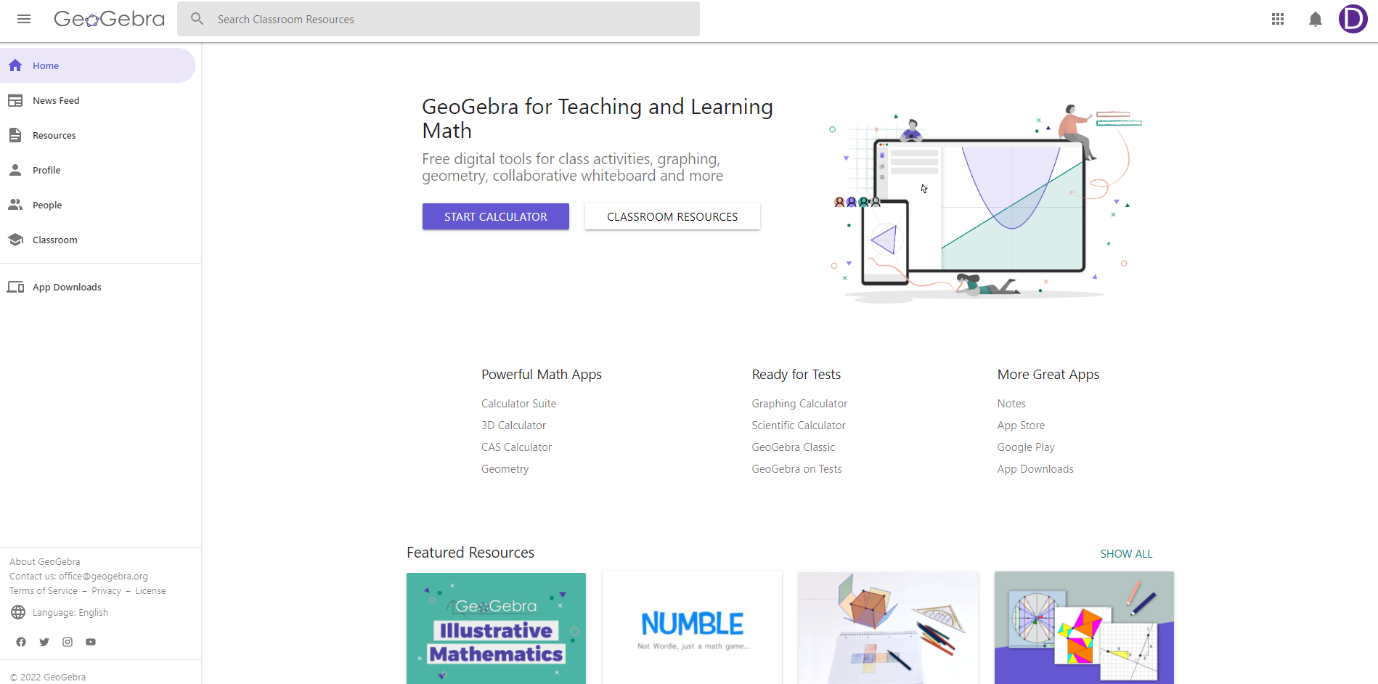 GeoGebra
Search Classroom Resources
D
Home
News Feed
Resources
Profile
People
Classroom
App Downloads
About GeoGebra
Contact us: office@geogebra.org
Terms of Service – Privacy – License
Language: English
© 2022 GeoGebra
GeoGebra for Teaching and Learning
Math
Free digital tools for class activities, graphing,
geometry, collaborative whiteboard and more
START CALCULATOR
CLASSROOM RESOURCES
Powerful Math Apps
Calculator Suite
3D Calculator
CAS Calculator
Geometry
Ready for Tests
Graphing Calculator
Scientific Calculator
GeoGebra Classic
GeoGebra on Tests
More Great Apps
Notes
App Store
Google Play
App Downloads
Featured Resources
SHOW ALL
GeoGebra
Illustrative
Mathematics
NUMBLE
Not Wordle, just a math game...